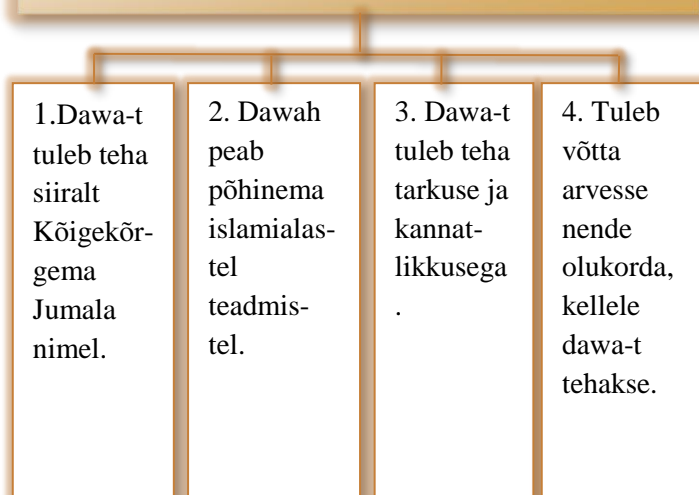 1.Dawa-t
tuleb teha
siiralt
Kõigekõr-
gema
Jumala
nimel.
2. Dawah
peab
põhinema
islamialas-
tel
teadmis-
tel.
3. Dawa-t
tuleb teha
tarkuse ja
kannat-
likkusega
.
4. Tuleb
võtta
arvesse
nende
olukorda,
kellele
dawa-t
tehakse.